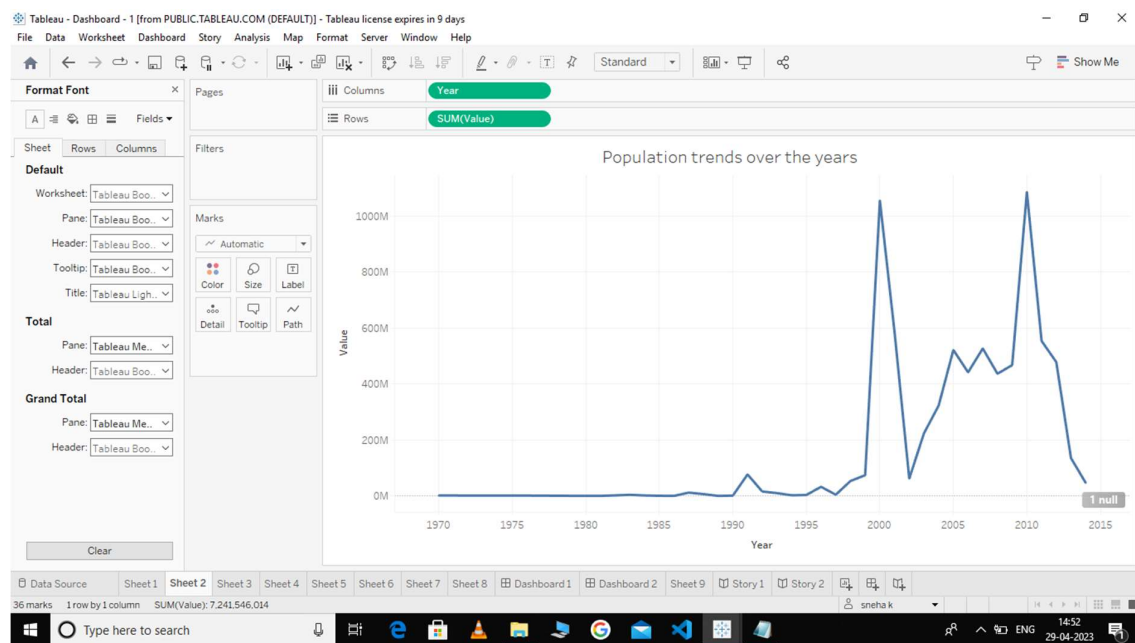 Tableau - Dashboard - 1 [from PUBLIC.TABLEAU.COM (DEFAULT)] - Tableau license expires in 9 days
File Data Worksheet Dashboard Story Analysis Map Format Server Window Help
Standard
Show Me
Format Font
A
Fields
Sheet Rows Columns
Default
Worksheet: Tableau Boo..
Pane: Tableau Boo..
Header: Tableau Boo..
Tooltip: Tableau Boo..
Title: Tableau Ligh..
Total
Pane: Tableau Me..
Header: Tableau Boo..
Grand Total
Pane: Tableau Me..
Header: Tableau Boo..
Clear
Pages
Filters
Marks
Automatic
Color Size Label
Detail Tooltip Path
Columns Year
Rows SUM(Value)
Population trends over the years
1000M
800M
600M
400M
200M
0M
Value
1 null
1970 1975 1980 1985 1990 1995 2000 2005 2010 2015
Year
Data Source Sheet 1 Sheet 2 Sheet 3 Sheet 4 Sheet 5 Sheet 6 Sheet 7 Sheet 8 Dashboard 1 Dashboard 2 Sheet 9 Story 1 Story 2
36 marks 1 row by 1 column SUM(Value): 7,241,546,014
sneha k
Type here to search
ENG
14:52
29-04-2023